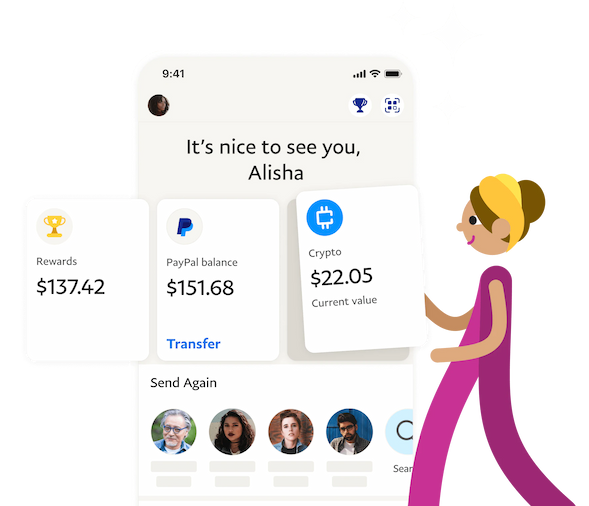 9:41
It's nice to see you,
Alisha
Rewards
$137.42
PayPal balance
$151.68
Transfer
Crypto
$22.05
Current value
Send Again
Sear